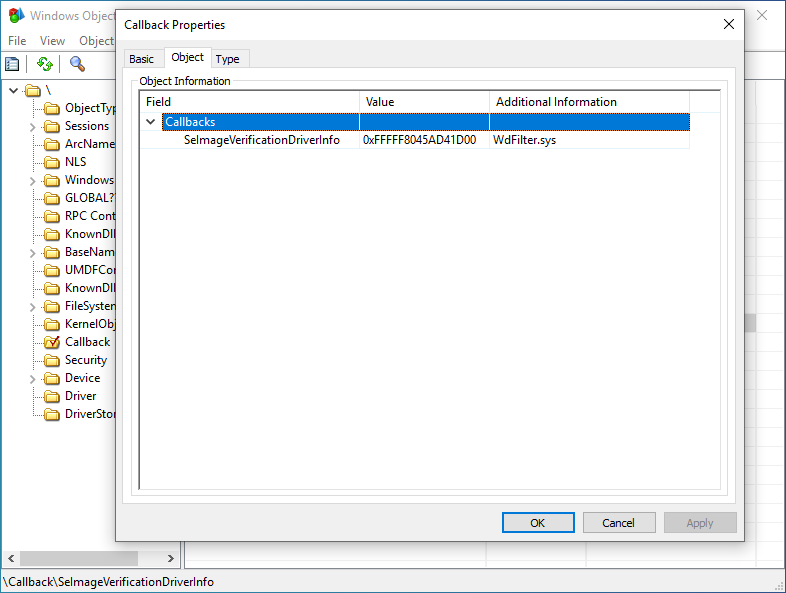 Windows Object
Callback Properties
File View Object
Basic Object Type
Object Information
Field Value Additional Information
Callbacks
SeImageVerificationDriverInfo 0xFFFFF8045AD41D00 WdFilter.sys
\
ObjectTyp
Sessions
ArcName
NLS
Windows
GLOBAL??
RPC Cont
KnownDll
BaseNam
UMDFCom
KnownDll
FileSystem
KernelObj
Callback
Security
Device
Driver
DriverStor
OK Cancel Apply
\Callback\SeImageVerificationDriverInfo